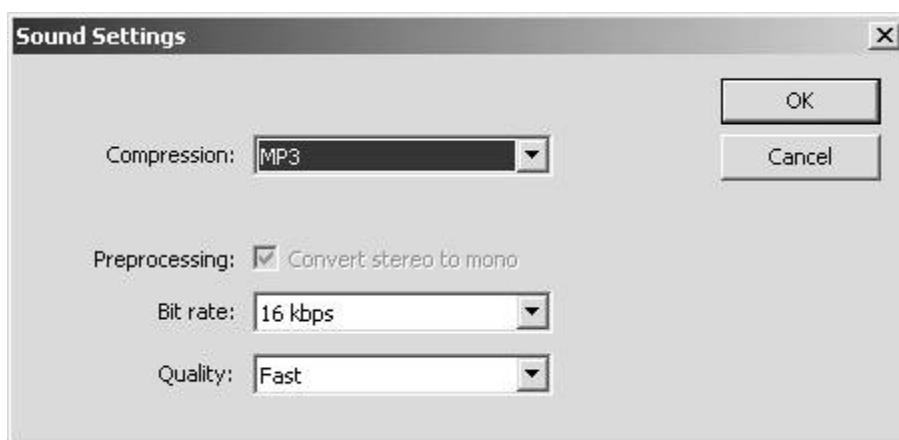 Sound Settings
OK
Compression: MP3
Cancel
Preprocessing: Convert stereo to mono
Bit rate: 16 kbps
Quality: Fast